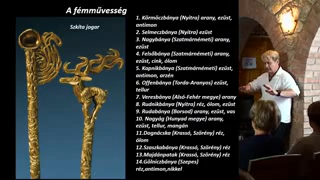 A fémművesség
Szkíta jogar
1. Körmöczbánya (Nyitra) arany, ezüst,
antimon
2. Selmeczbánya (Nyitra) ezüst
3. Nagybánya (Szatmárnémeti) arany,
ezüst
4. Felsőbánya (Szatmárnémeti) arany,
ezüst, cink, ólom
5. Kapnikbánya (Szatmárnémeti) ezüst,
antimon, arzén
6. Offenbánya (Torda-Aranyos) ezüst,
tellur
7. Veresbánya (Alsó-Fehér megye) arany
8. Rudnikbánya (Nyitra) réz, ólom, ezüst
9. Rudabánya (Borsod) arany, ezüst, vas
10. Nagyág (Hunyad megye) arany,
ezüst, tellur, mangán
11. Dognácska (Krassó, Szörény) réz,
ólom
12. Szaszkabánya (Krassó, Szörény) réz
13. Majdánpatak (Krassó, Szörény) réz
14. Gölniczbánya (Szepes)
réz,antimon,nikkel